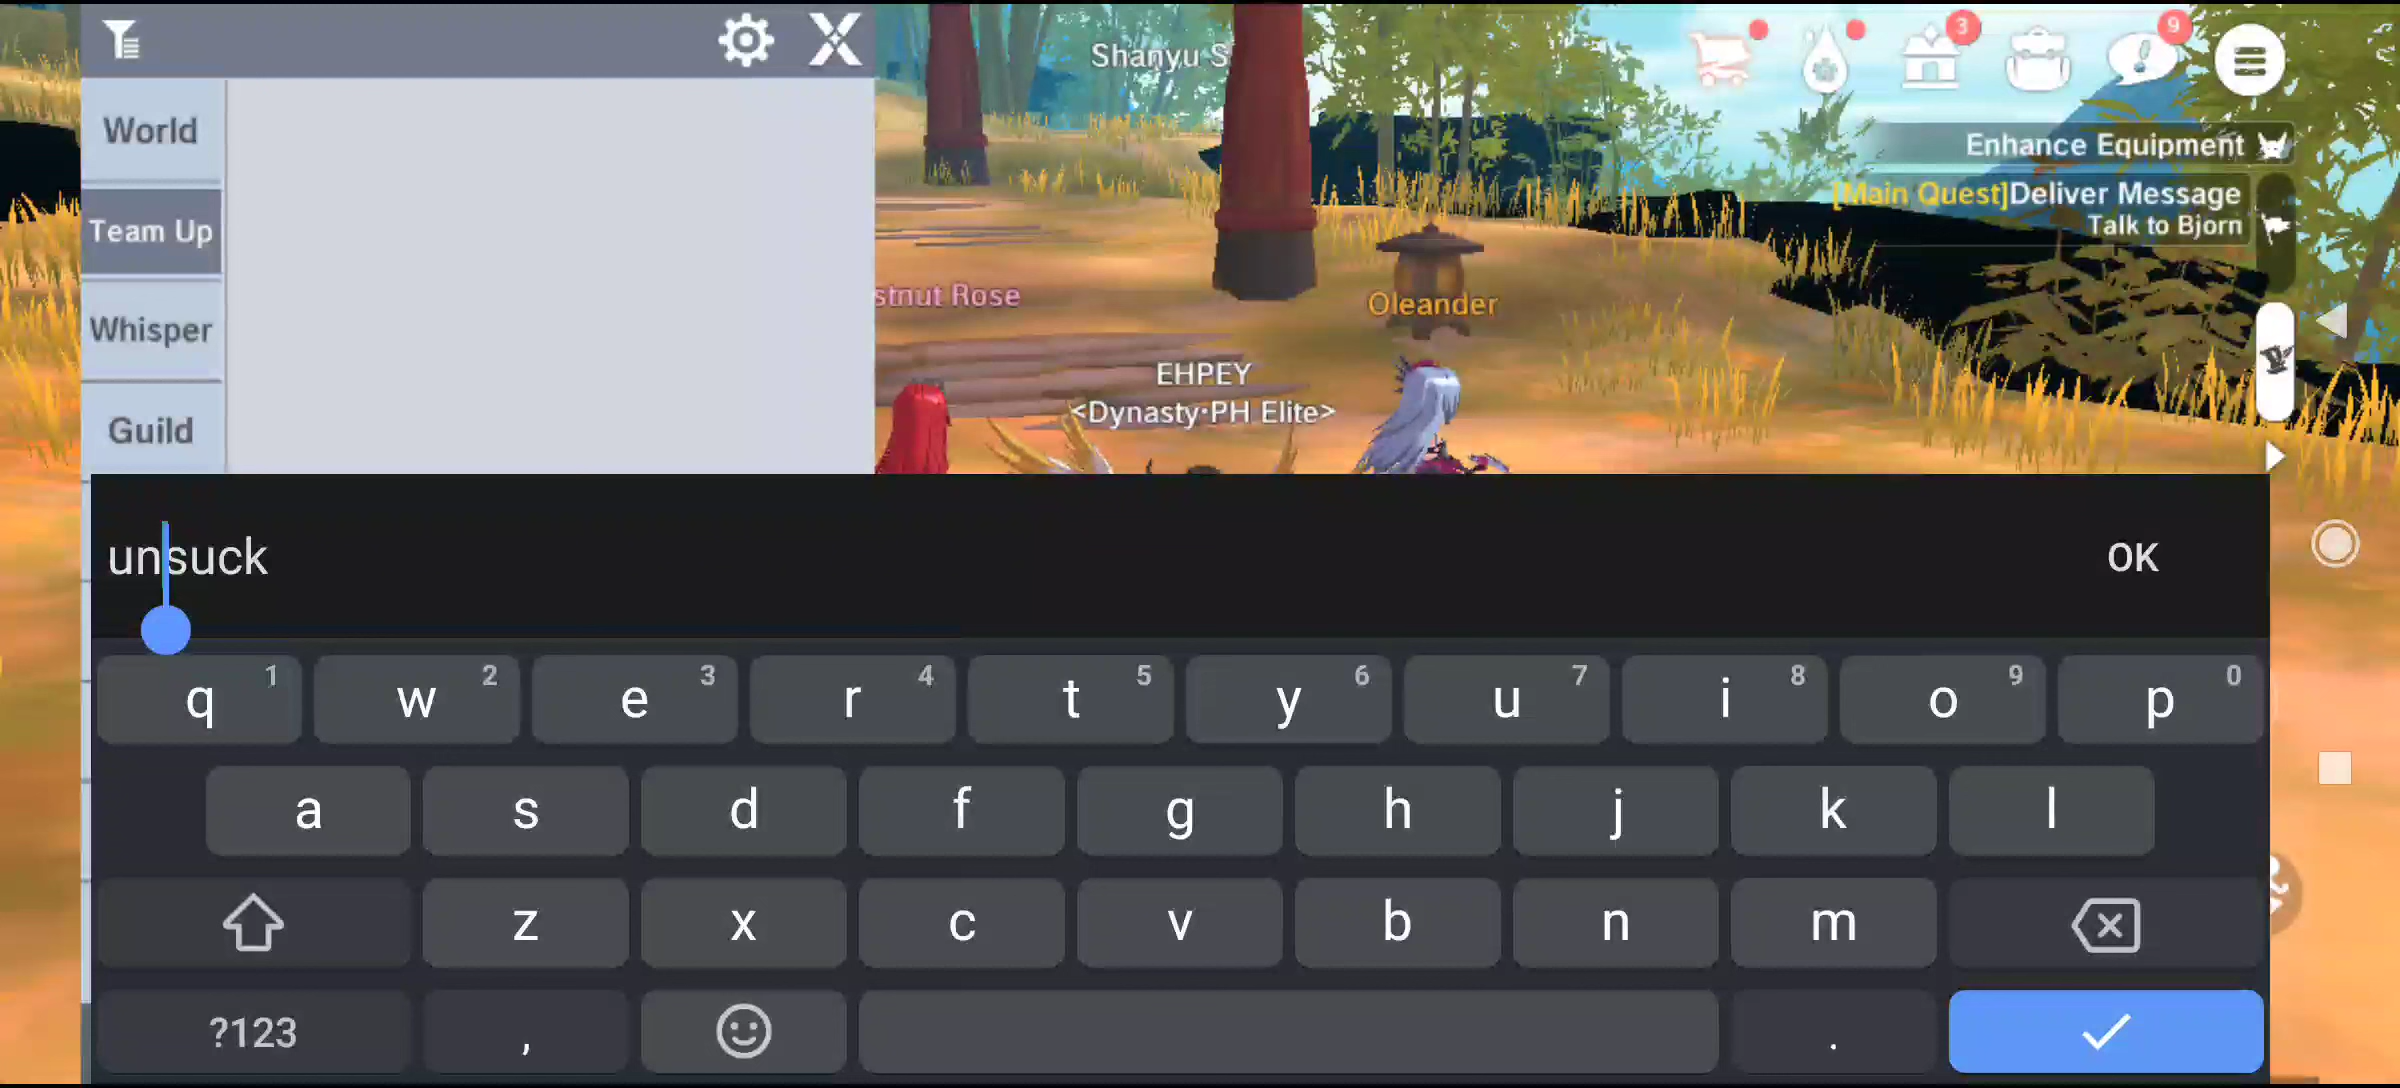 World
Team Up
Whisper
Guild
Shanyu S
3
9
Enhance Equipment
[Main Quest]Deliver Message
Talk to Bjorn
stnut Rose
Oleander
EHPEY
<Dynasty·PH Elite>
unsuck
OK
q 1 w 2 e 3 r 4 t 5 y 6 u 7 i 8 o 9 p 0
a s d f g h j k l
z x c v b n m
?123 , .